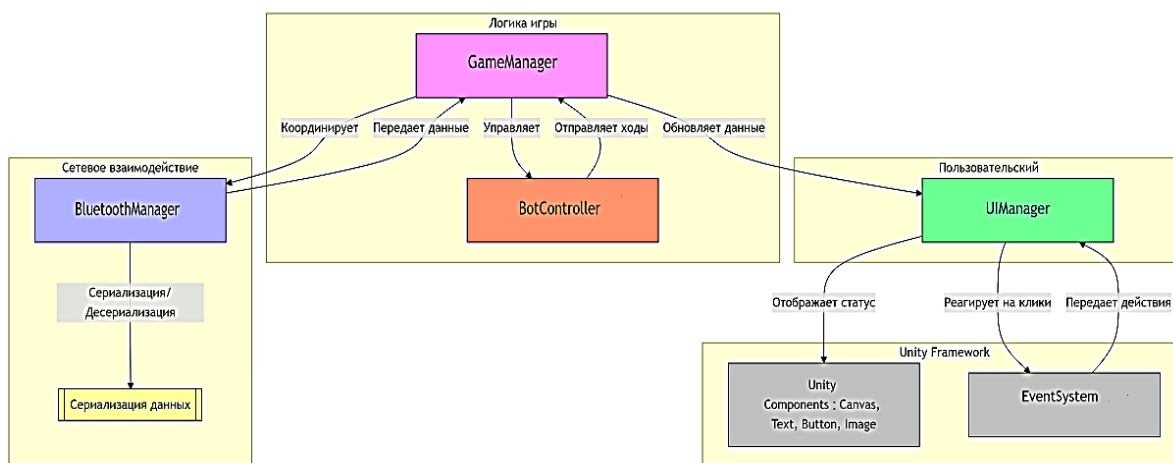 Логика игры
GameManager
Координирует
Передает данные
Управляет
Отправляет ходы
Обновляет данные
Сетевое взаимодействие
BluetoothManager
BotController
Пользовательский
UIManager
Сериализация/
Десериализация
Отображает статус
Реагирует на клики
Передает действия
Сериализация данных
Unity Framework
Unity
Components : Canvas,
Text, Button, Image
EventSystem